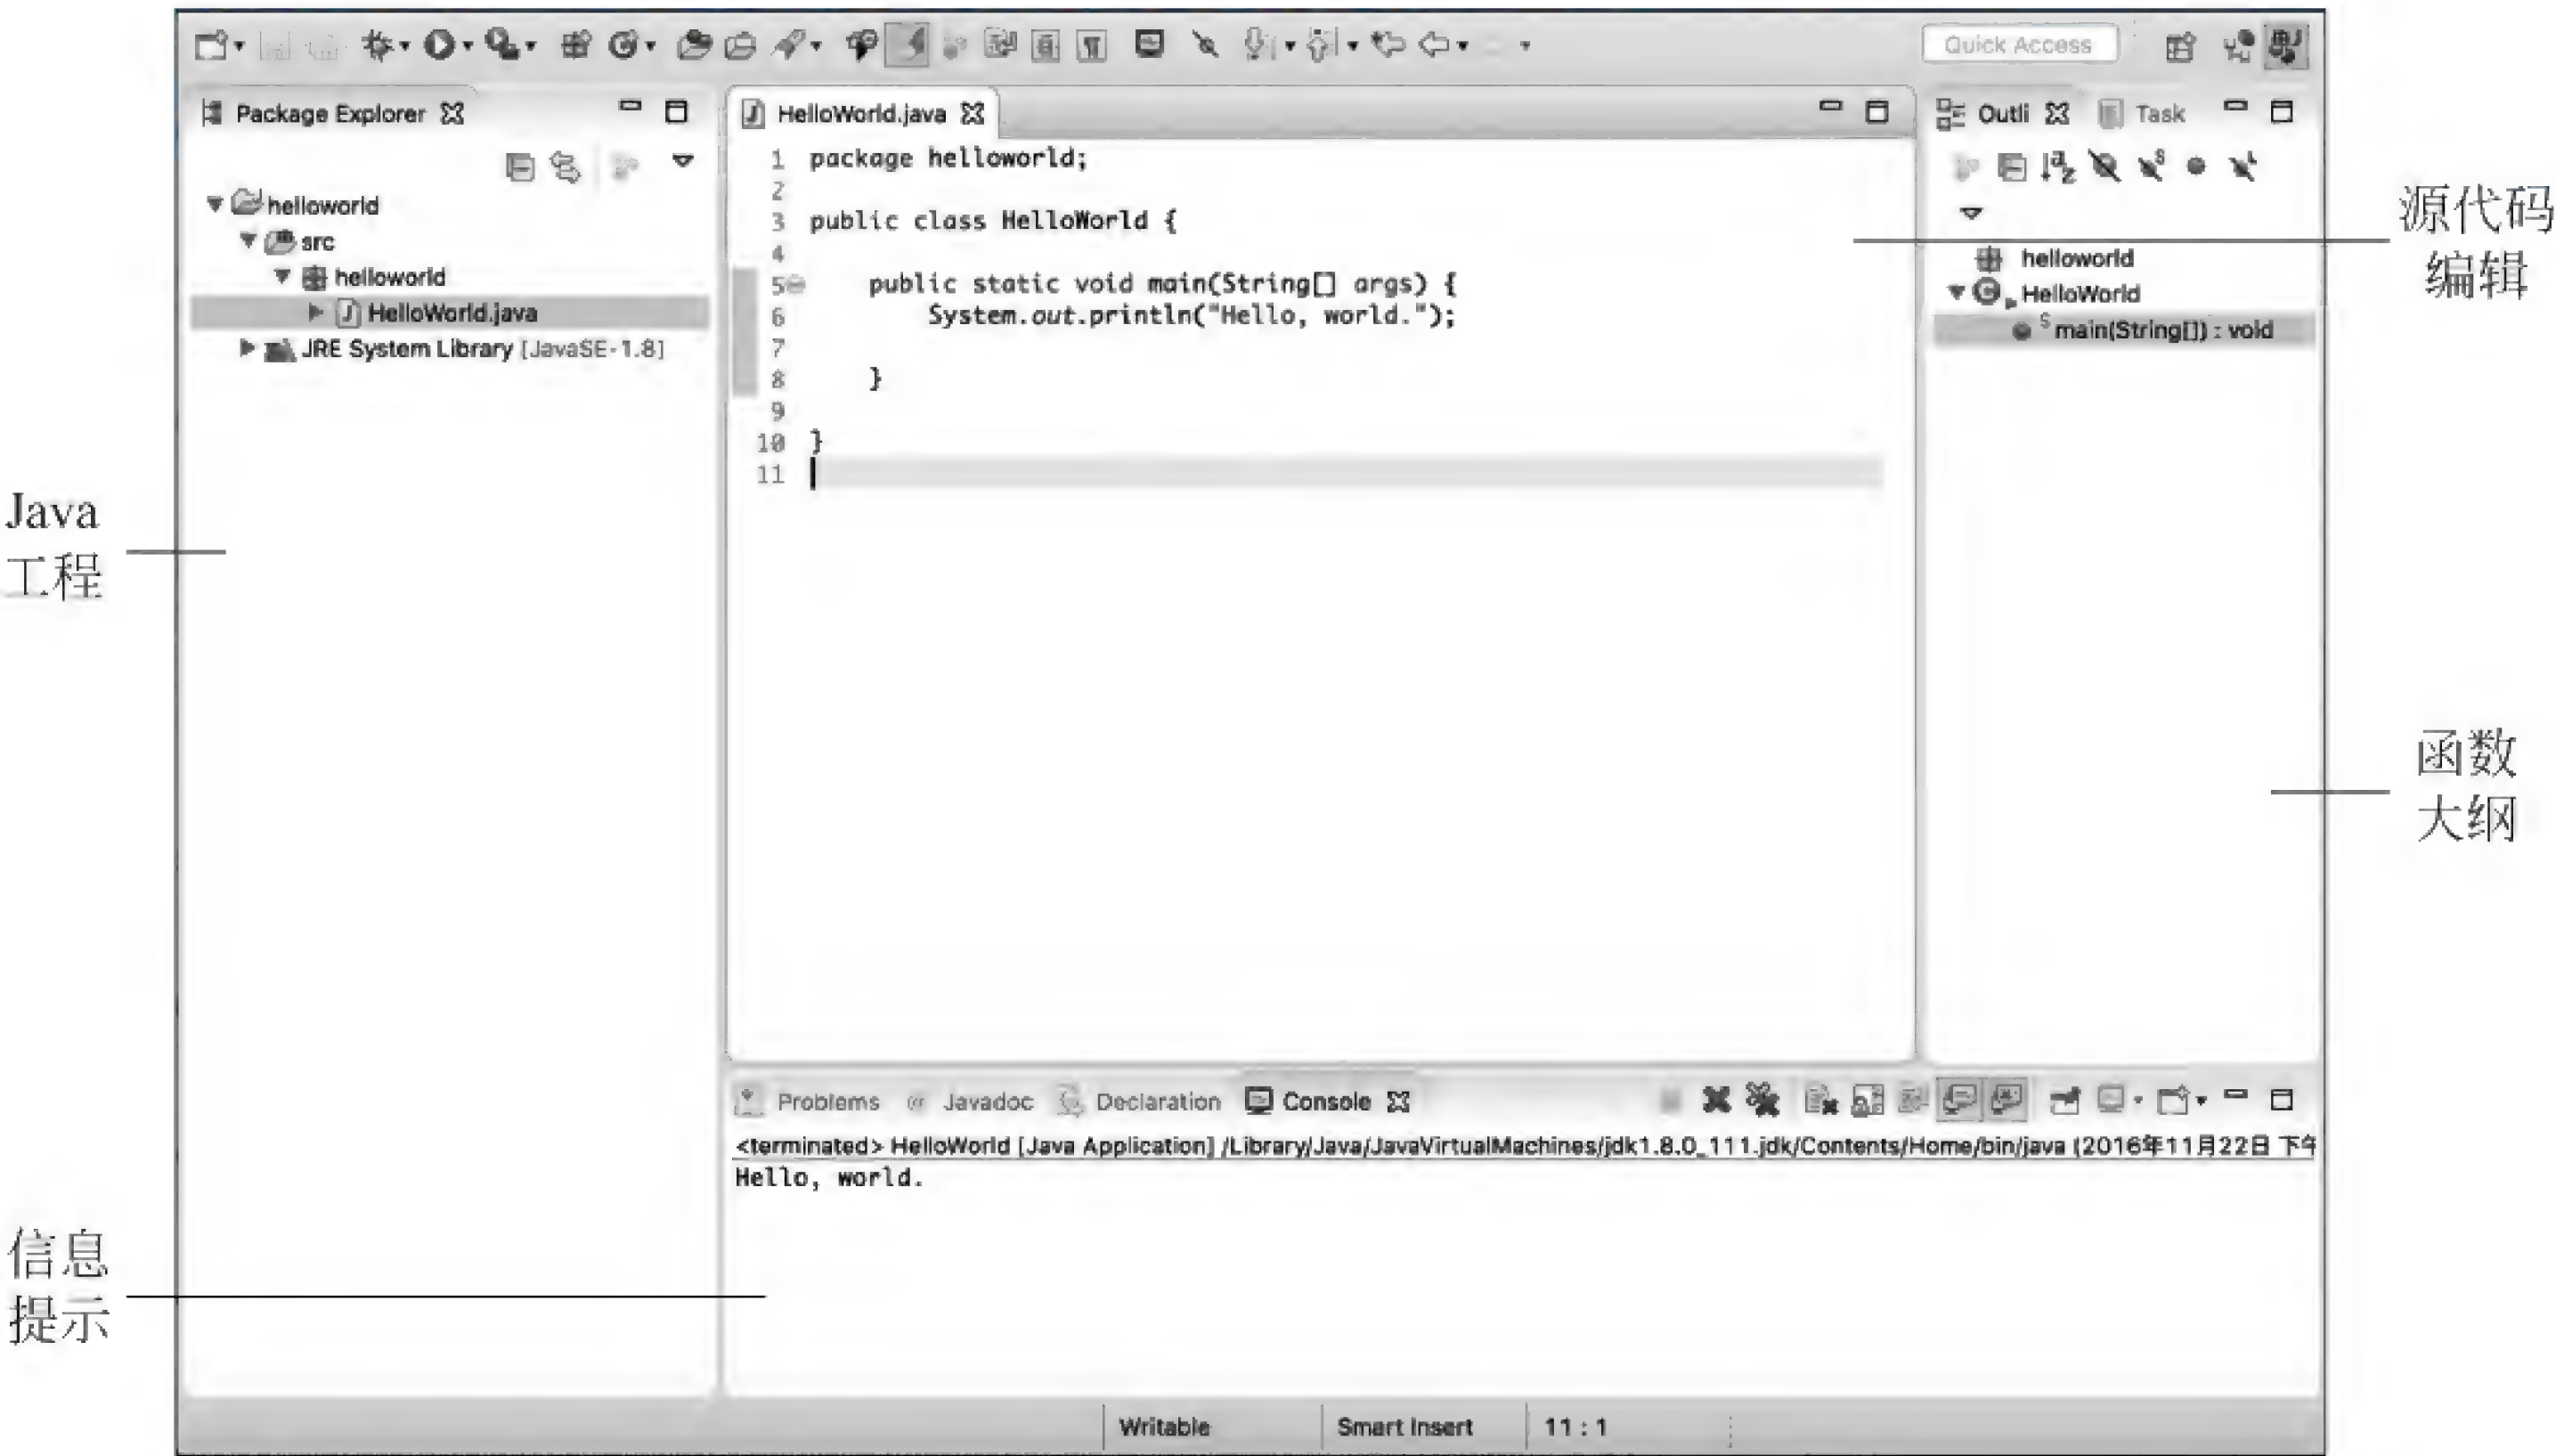 Quick Access
Package Explorer
helloworld
src
helloworld
HelloWorld.java
JRE System Library [JavaSE-1.8]
HelloWorld.java
1 package helloworld;
2
3 public class HelloWorld {
4
5 public static void main(String[] args) {
6 System.out.println("Hello, world.");
7
8 }
9
10 }
11
Outli Task
helloworld
HelloWorld
S main(String[]) : void
源代码
编辑
Java
工程
函数
大纲
Problems Javadoc Declaration Console
<terminated> HelloWorld [Java Application] /Library/Java/JavaVirtualMachines/jdk1.8.0_111.jdk/Contents/Home/bin/java (2016年11月22日 下午
Hello, world.
信息
提示
Writable Smart Insert 11 : 1